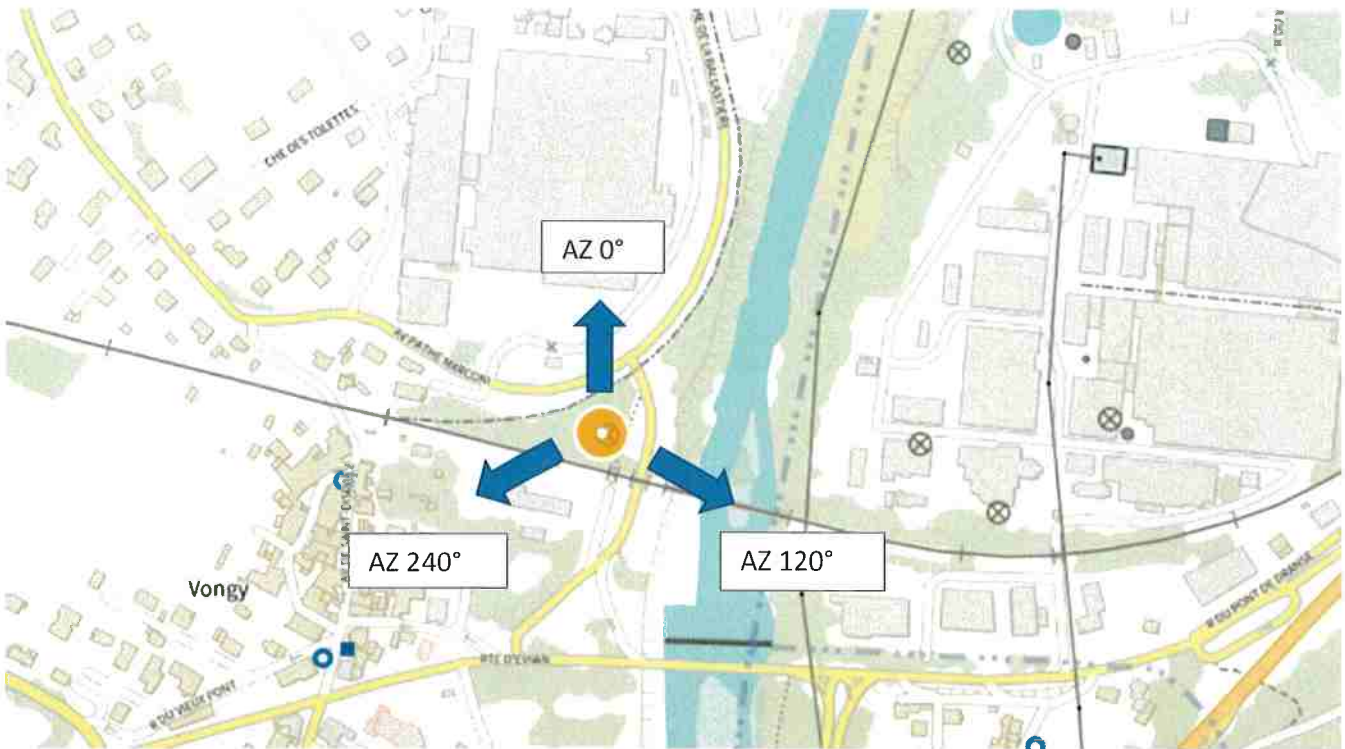 CHE DES TOILETTES
AZ 0°
AV PATHE MARCONI
AZ 240°
AZ 120°
Vongy
R DU PONT DE DRANSE
RTE D'EVIAN
R DU VIEUX PONT